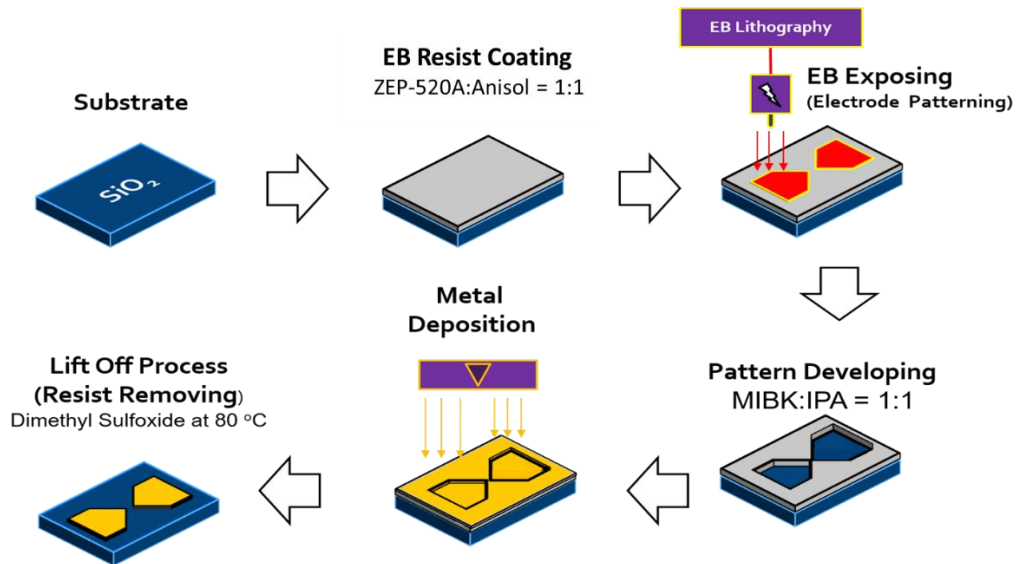 Substrate
SiO₂
EB Resist Coating
ZEP-520A:Anisol = 1:1
EB Lithography
EB Exposing
(Electrode Patterning)
Pattern Developing
MIBK:IPA = 1:1
Metal
Deposition
Lift Off Process
(Resist Removing)
Dimethyl Sulfoxide at 80 °C